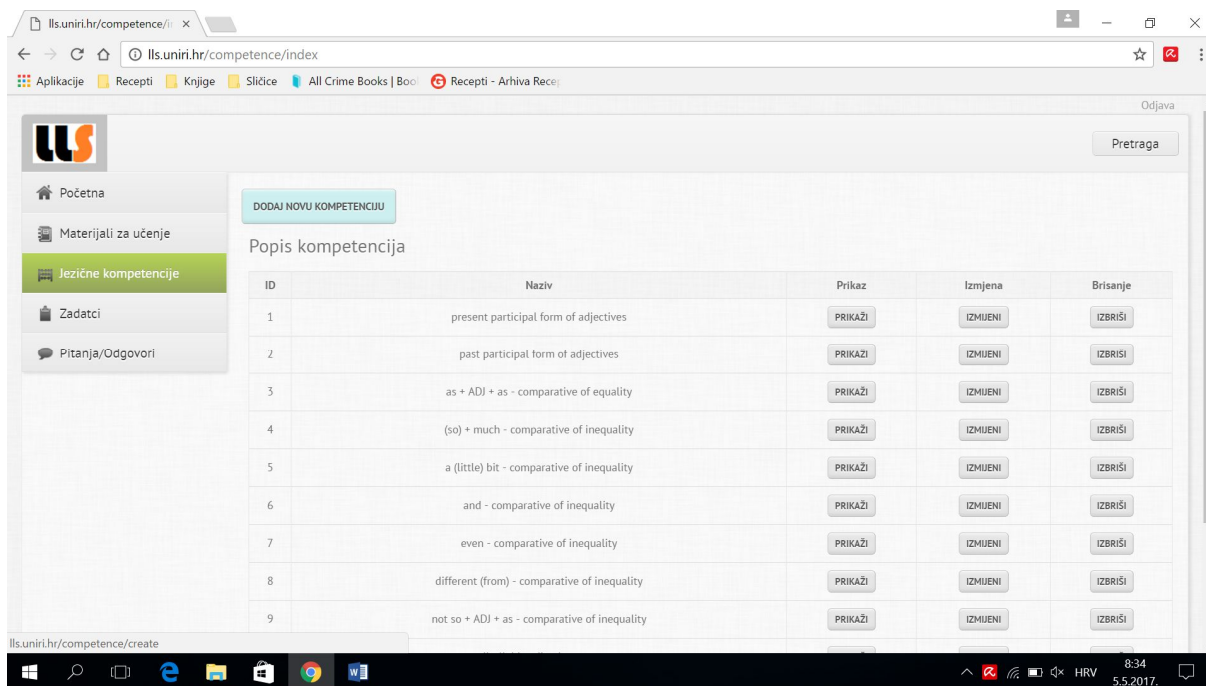 lls.uniri.hr/competence/i
lls.uniri.hr/competence/index
Aplikacije Recepti Knjige Sličice All Crime Books | Boo Recepti - Arhiva Rece
Odjava
LLS
Pretraga
Početna
Materijali za učenje
Jezične kompetencije
Zadatci
Pitanja/Odgovori
DODAJ NOVU KOMPETENCIJU
Popis kompetencija
ID Naziv Prikaz Izmjena Brisanje
1 present participal form of adjectives PRIKAŽI IZMIJENI IZBRIŠI
2 past participal form of adjectives PRIKAŽI IZMIJENI IZBRIŠI
3 as + ADJ + as - comparative of equality PRIKAŽI IZMIJENI IZBRIŠI
4 (so) + much - comparative of inequality PRIKAŽI IZMIJENI IZBRIŠI
5 a (little) bit - comparative of inequality PRIKAŽI IZMIJENI IZBRIŠI
6 and - comparative of inequality PRIKAŽI IZMIJENI IZBRIŠI
7 even - comparative of inequality PRIKAŽI IZMIJENI IZBRIŠI
8 different (from) - comparative of inequality PRIKAŽI IZMIJENI IZBRIŠI
9 not so + ADJ + as - comparative of inequality PRIKAŽI IZMIJENI IZBRIŠI
lls.uniri.hr/competence/create
HRV 8:34
5.5.2017.